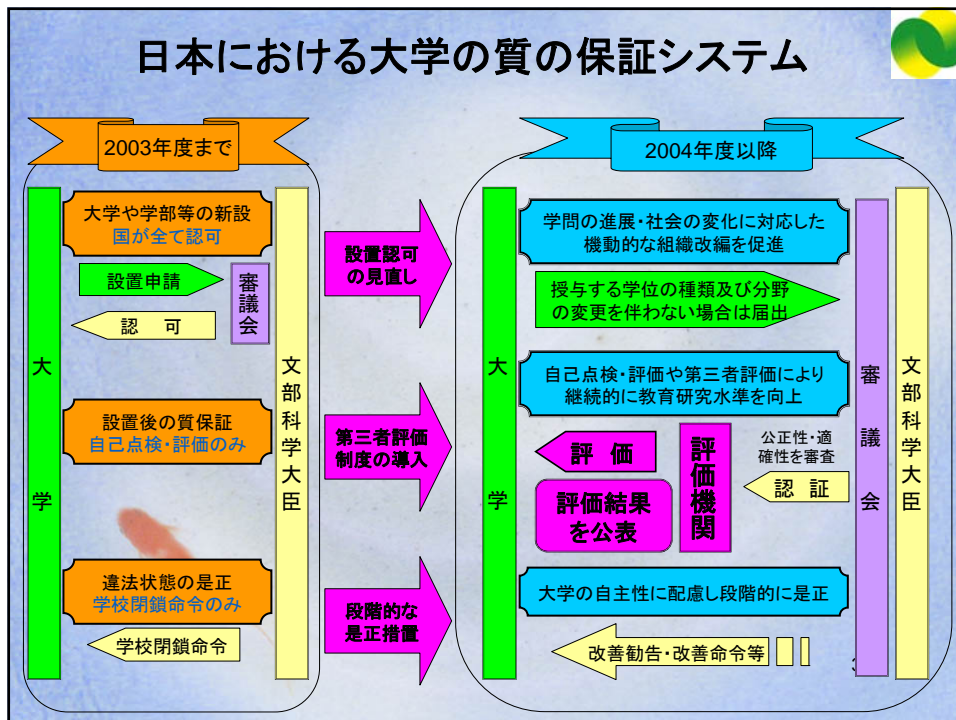 日本における大学の質の保証システム
2003年度まで
大学
文部科学大臣
大学や学部等の新設
国が全て認可
設置申請
認 可
審議会
設置後の質保証
自己点検・評価のみ
違法状態の是正
学校閉鎖命令のみ
学校閉鎖命令
設置認可
の見直し
第三者評価
制度の導入
段階的な
是正措置
2004年度以降
大学
審議会
文部科学大臣
学問の進展・社会の変化に対応した
機動的な組織改編を促進
授与する学位の種類及び分野
の変更を伴わない場合は届出
自己点検・評価や第三者評価により
継続的に教育研究水準を向上
評 価
評価結果
を公表
評価機関
公正性・適
確性を審査
認 証
大学の自主性に配慮し段階的に是正
改善勧告・改善命令等